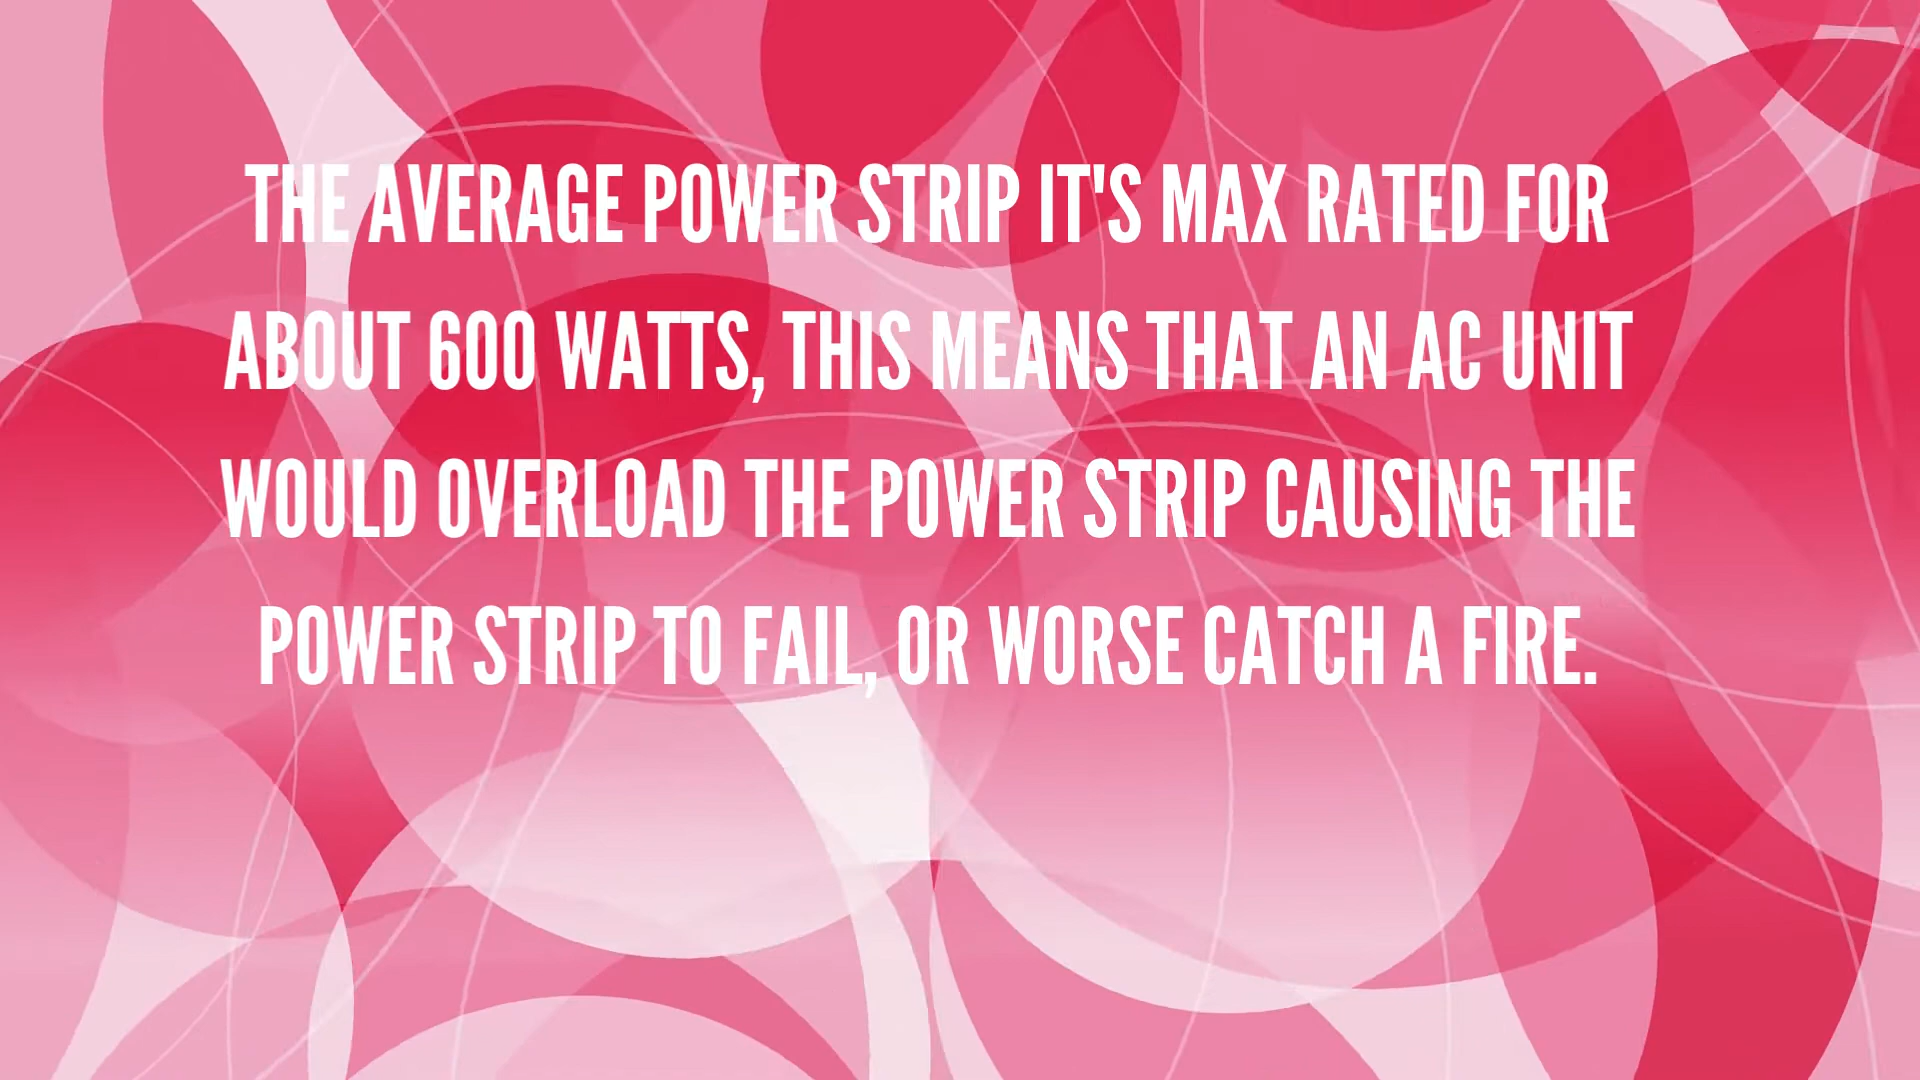 THE AVERAGE POWER STRIP IT'S MAX RATED FOR
ABOUT 600 WATTS, THIS MEANS THAT AN AC UNIT
WOULD OVERLOAD THE POWER STRIP CAUSING THE
POWER STRIP TO FAIL, OR WORSE CATCH A FIRE.